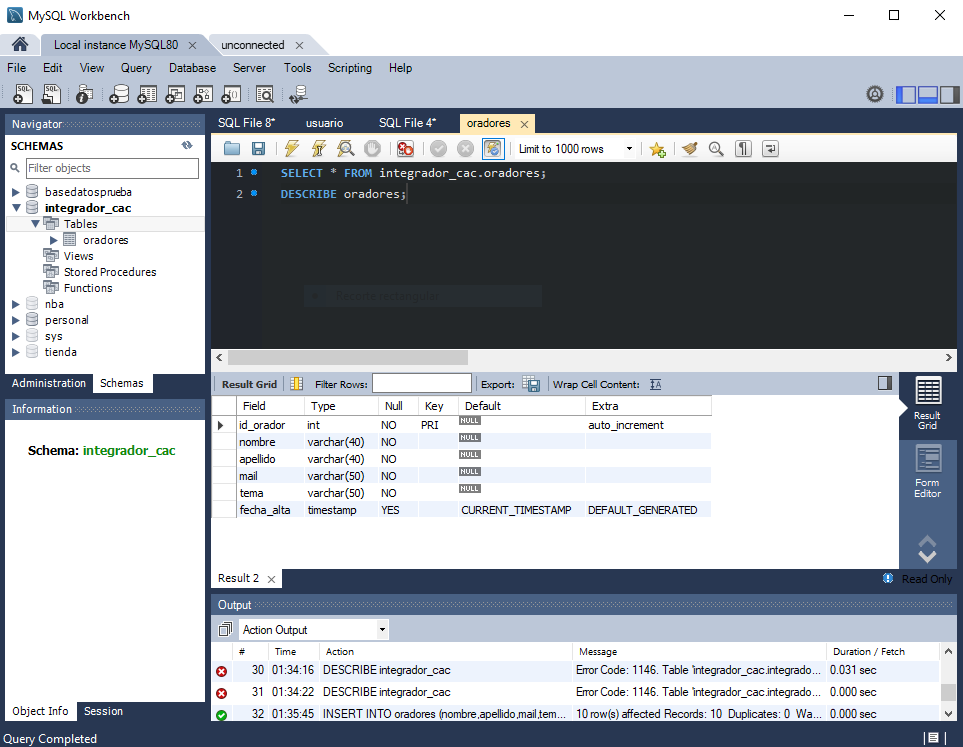 MySQL Workbench
Local instance MySQL80
unconnected
File Edit View Query Database Server Tools Scripting Help
Navigator
SCHEMAS
Filter objects
basedatosprueba
integrador_cac
Tables
oradores
Views
Stored Procedures
Functions
nba
personal
sys
tienda
Administration Schemas
Information
Schema: integrador_cac
Object Info Session
SQL File 8* usuario SQL File 4* oradores
Limit to 1000 rows
1 SELECT * FROM integrador_cac.oradores;
2 DESCRIBE oradores;
Recorte rectangular
Result Grid Filter Rows: Export: Wrap Cell Content:
Field Type Null Key Default Extra
id_orador int NO PRI NULL auto_increment
nombre varchar(40) NO NULL
apellido varchar(40) NO NULL
mail varchar(50) NO NULL
tema varchar(50) NO NULL
fecha_alta timestamp YES CURRENT_TIMESTAMP DEFAULT_GENERATED
Result Grid
Form Editor
Result 2
Read Only
Output
Action Output
# Time Action Message Duration / Fetch
30 01:34:16 DESCRIBE integrador_cac Error Code: 1146. Table 'integrador_cac.integrado... 0.031 sec
31 01:34:22 DESCRIBE integrador_cac Error Code: 1146. Table 'integrador_cac.integrado... 0.000 sec
32 01:35:45 INSERT INTO oradores (nombre,apellido,mail,tem... 10 row(s) affected Records: 10 Duplicates: 0 Wa... 0.000 sec
Query Completed